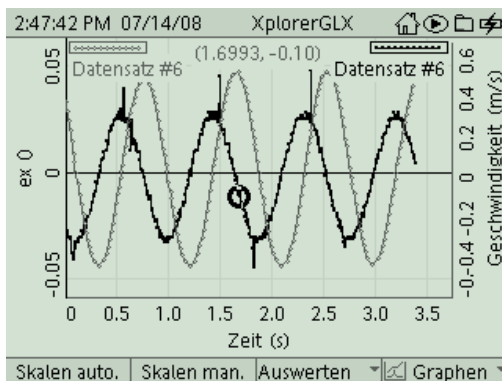 2:47:42 PM 07/14/08 XplorerGLX
(1.6993, -0.10)
Datensatz #6 Datensatz #6
0.05 0.6
0.4
0.2
ex 0 0 0 Geschwindigkeit (m/s)
-0.2
-0.4
-0.05 -0.
0 0.5 1.0 1.5 2.0 2.5 3.0 3.5
Zeit (s)
Skalen auto. Skalen man. Auswerten Graphen